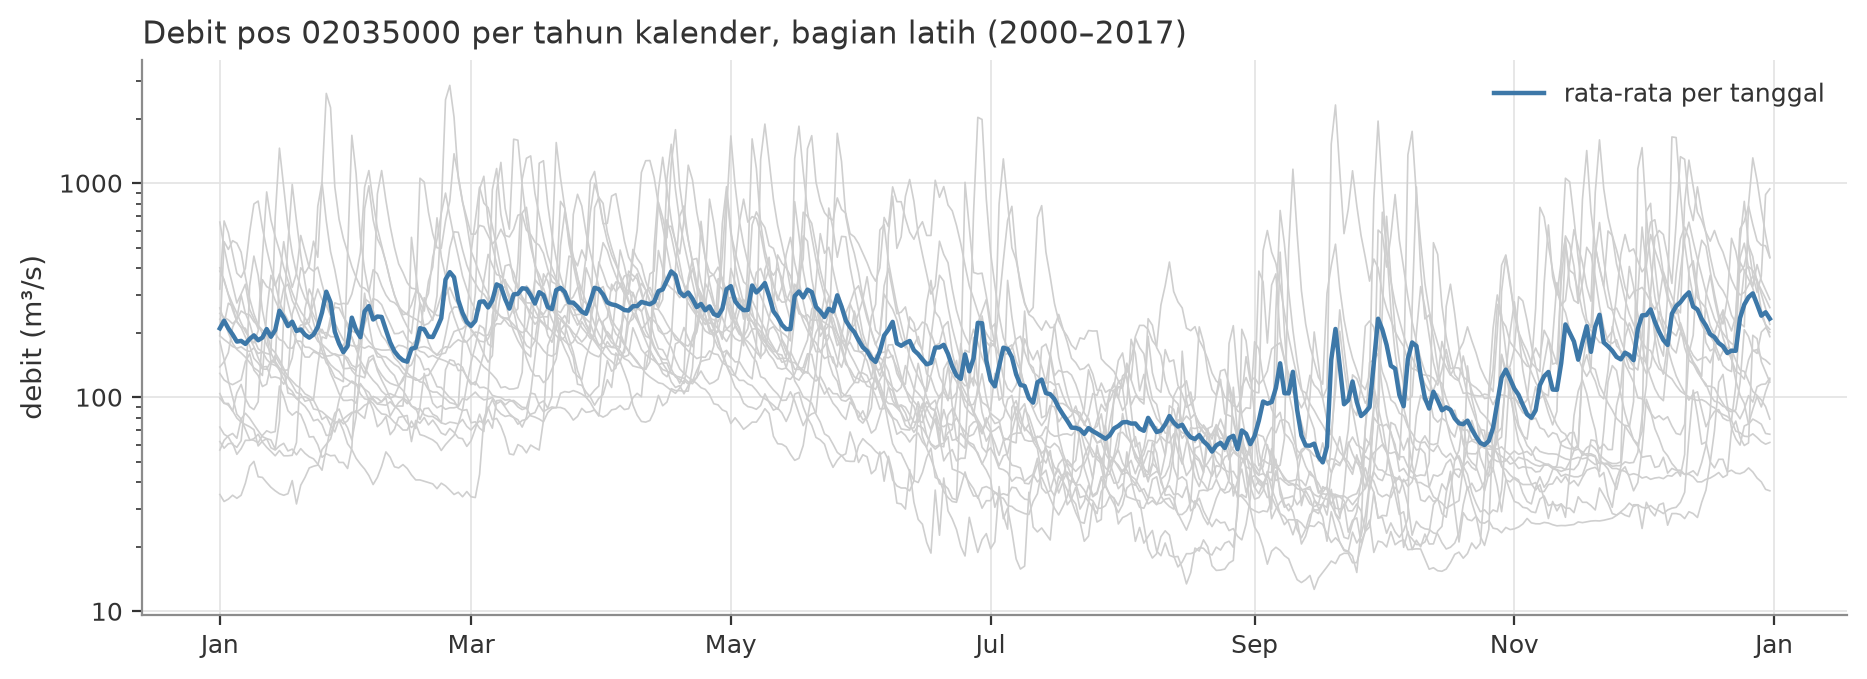 Debit pos 02035000 per tahun kalender, bagian latih (2000–2017)
rata-rata per tanggal
debit (m³/s)
1000
100
10
Jan
Mar
May
Jul
Sep
Nov
Jan